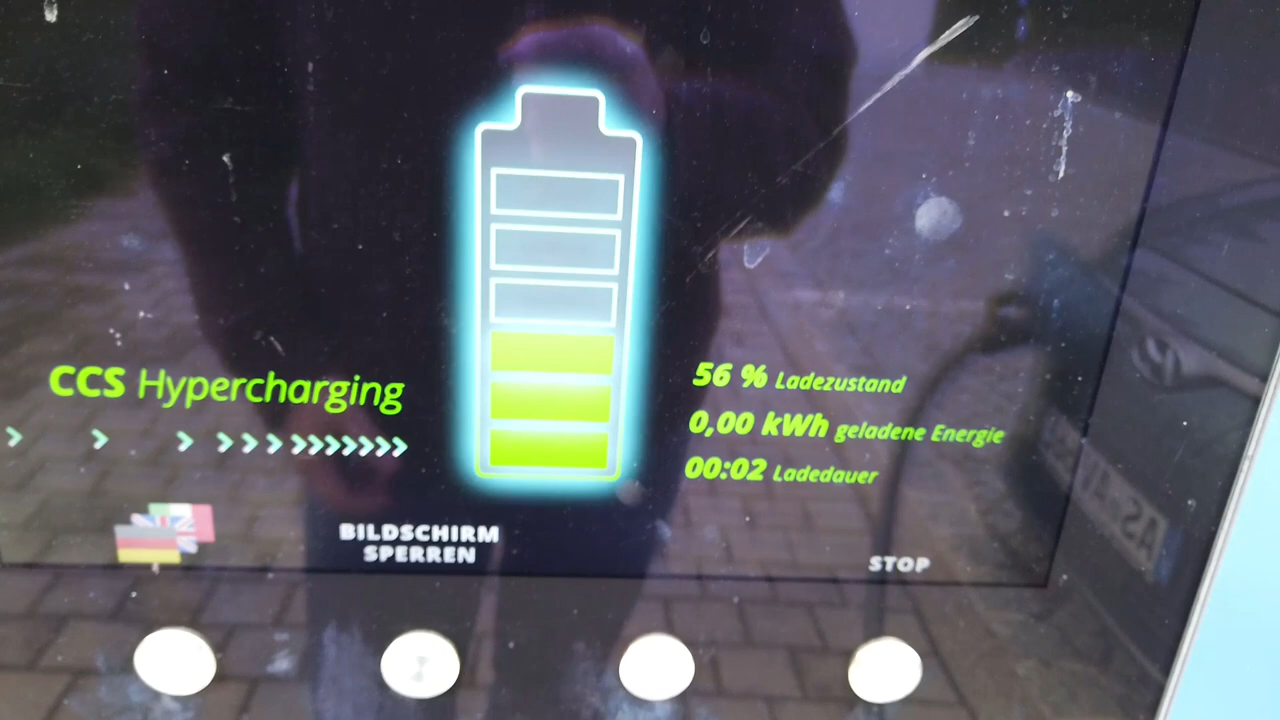 CCS Hypercharging
56 % Ladezustand
0,00 kWh geladene Energie
00:02 Ladedauer
BILDSCHIRM
SPERREN
STOP